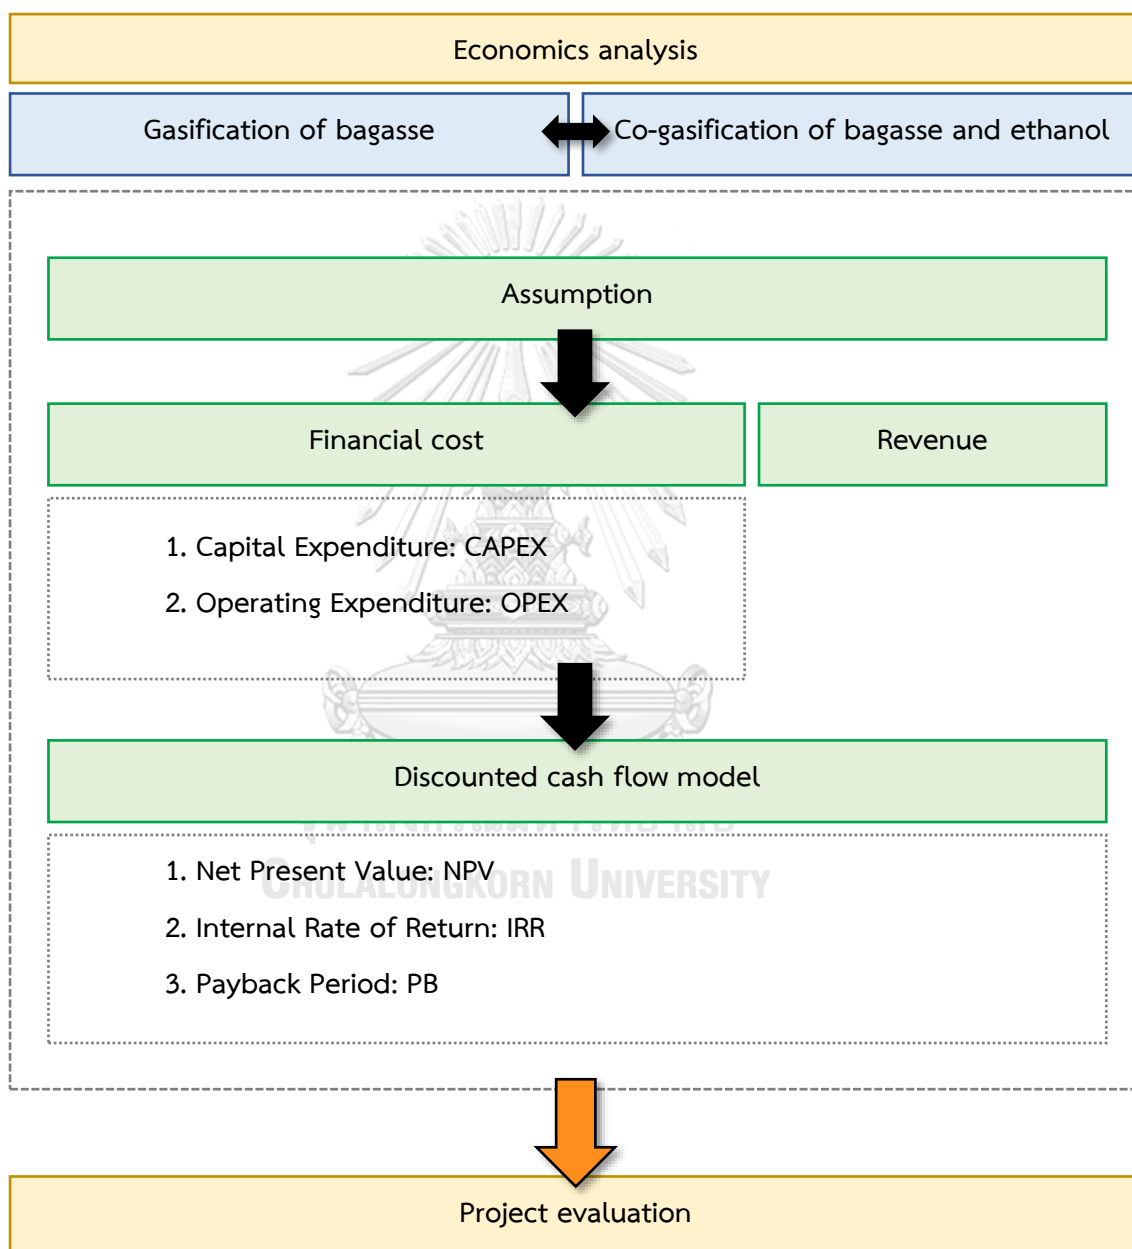 Economics analysis
Gasification of bagasse
Co-gasification of bagasse and ethanol
Assumption
Financial cost
Revenue
1. Capital Expenditure: CAPEX
2. Operating Expenditure: OPEX
Discounted cash flow model
1. Net Present Value: NPV
CHULALONGKORN UNIVERSITY
2. Internal Rate of Return: IRR
3. Payback Period: PB
Project evaluation